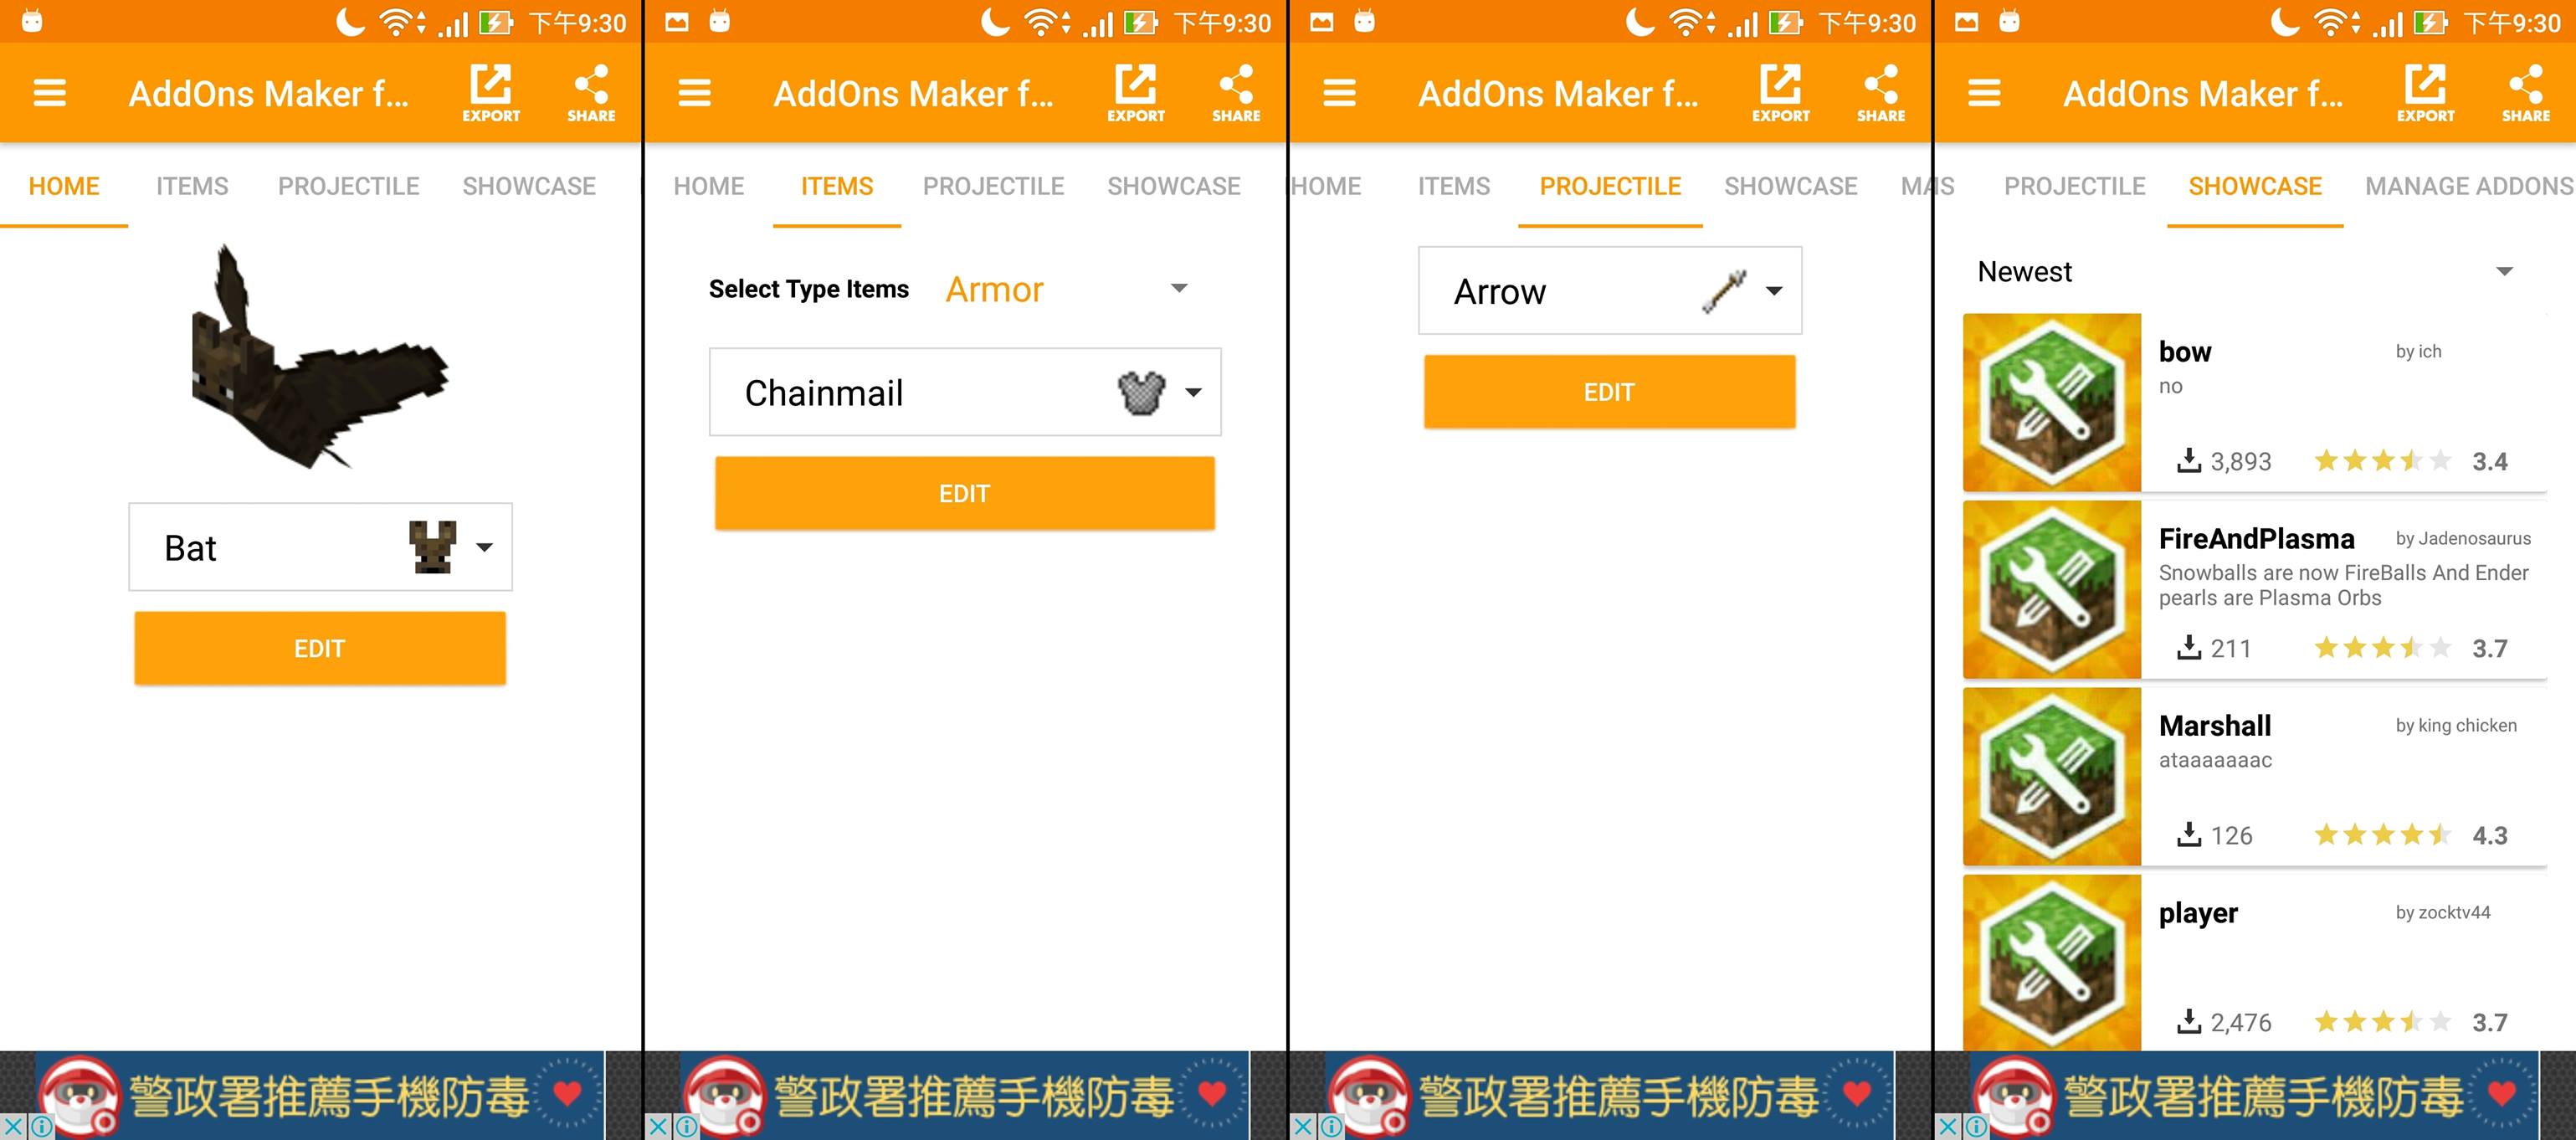 下午9:30
AddOns Maker f...
EXPORT
SHARE
HOME
ITEMS
PROJECTILE
SHOWCASE
Bat
EDIT
警政署推薦手機防毒
下午9:30
AddOns Maker f...
EXPORT
SHARE
HOME
ITEMS
PROJECTILE
SHOWCASE
Select Type Items
Armor
Chainmail
EDIT
警政署推薦手機防毒
下午9:30
AddOns Maker f...
EXPORT
SHARE
HOME
ITEMS
PROJECTILE
SHOWCASE
MA
Arrow
EDIT
警政署推薦手機防毒
下午9:30
AddOns Maker f...
EXPORT
SHARE
S
PROJECTILE
SHOWCASE
MANAGE ADDONS
Newest
bow
by ich
no
3,893
3.4
FireAndPlasma
by Jadenosaurus
Snowballs are now FireBalls And Ender
pearls are Plasma Orbs
211
3.7
Marshall
by king chicken
ataaaaaaac
126
4.3
player
by zocktv44
2,476
3.7
警政署推薦手機防毒